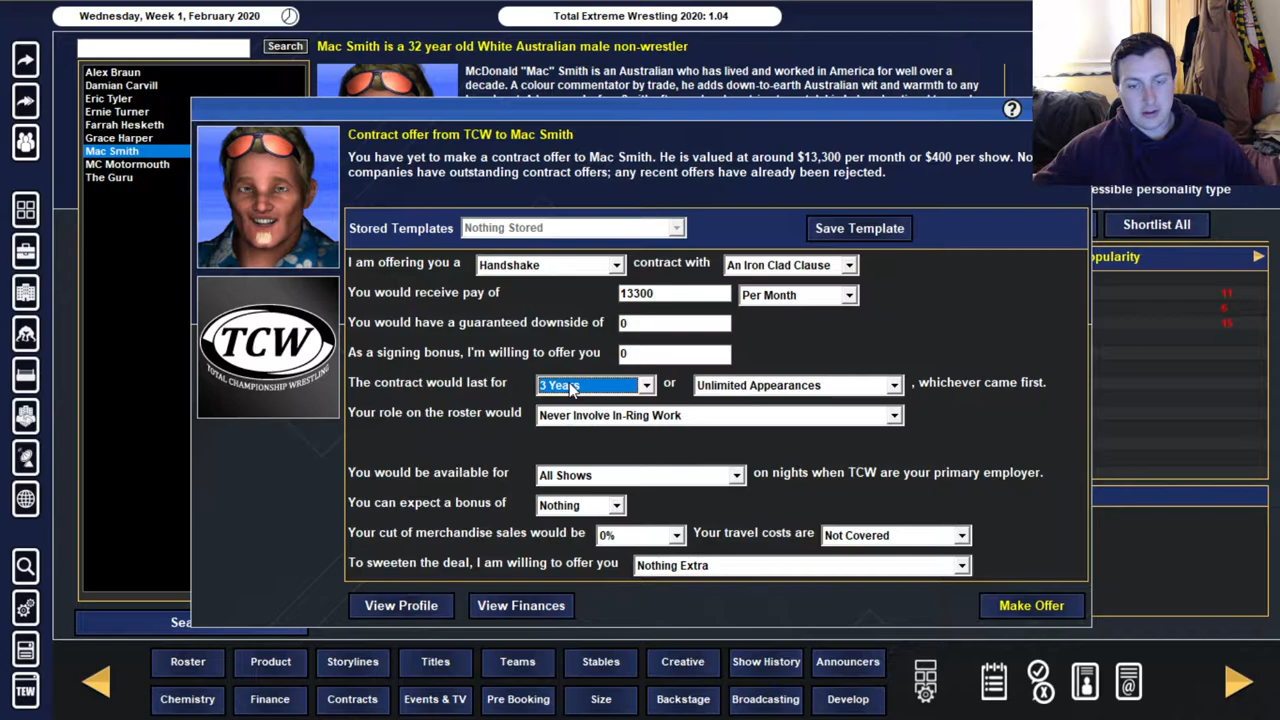 Wednesday, Week 1, February 2020
Total Extreme Wrestling 2020: 1.04
Search
Mac Smith is a 32 year old White Australian male non-wrestler
Alex Braun
Damian Carvill
Eric Tyler
Ernie Turner
Farrah Hesketh
Grace Harper
Mac Smith
MC Motormouth
The Guru
McDonald "Mac" Smith is an Australian who has lived and worked in America for well over a
decade. A colour commentator by trade, he adds down-to-earth Australian wit and warmth to any
Contract offer from TCW to Mac Smith
?
You have yet to make a contract offer to Mac Smith. He is valued at around $13,300 per month or $400 per show. No
companies have outstanding contract offers; any recent offers have already been rejected.
essible personality type
Stored Templates Nothing Stored Save Template
Shortlist All
I am offering you a Handshake contract with An Iron Clad Clause
opularity
You would receive pay of 13300 Per Month
11
6
15
You would have a guaranteed downside of 0
As a signing bonus, I'm willing to offer you 0
The contract would last for 3 Years or Unlimited Appearances , whichever came first.
Your role on the roster would Never Involve In-Ring Work
You would be available for All Shows on nights when TCW are your primary employer.
You can expect a bonus of Nothing
Your cut of merchandise sales would be 0% Your travel costs are Not Covered
To sweeten the deal, I am willing to offer you Nothing Extra
TCW
TOTAL CHAMPIONSHIP WRESTLING
View Profile View Finances Make Offer
Sea
Roster Product Storylines Titles Teams Stables Creative Show History Announcers
Chemistry Finance Contracts Events & TV Pre Booking Size Backstage Broadcasting Develop
TEW